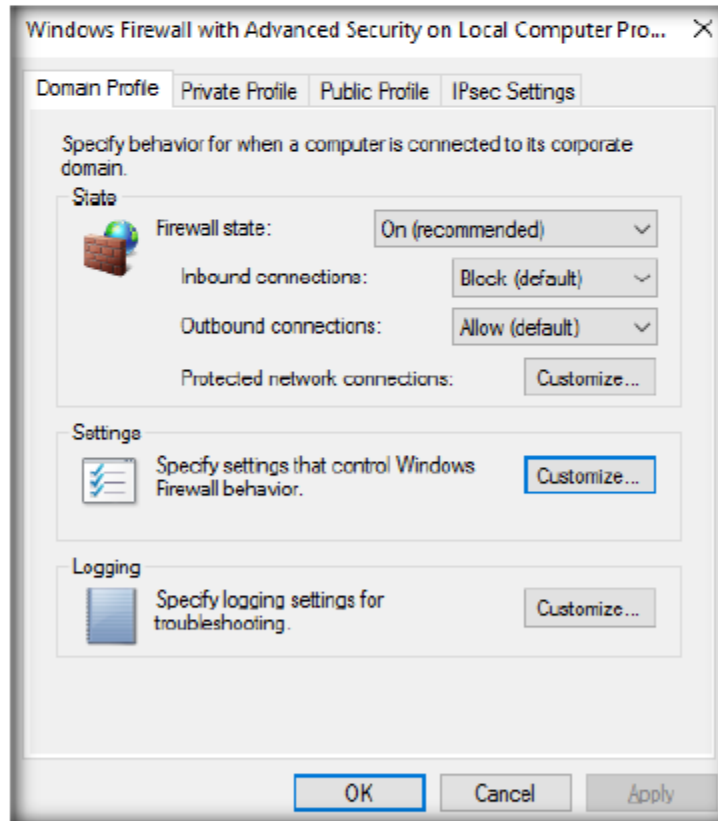 Windows Firewall with Advanced Security on Local Computer Pro...
Domain Profile Private Profile Public Profile IPsec Settings
Specify behavior for when a computer is connected to its corporate
domain.
State
Firewall state: On (recommended)
Inbound connections: Block (default)
Outbound connections: Allow (default)
Protected network connections: Customize...
Settings
Specify settings that control Windows
Firewall behavior.
Customize...
Logging
Specify logging settings for
troubleshooting.
Customize...
OK Cancel Apply